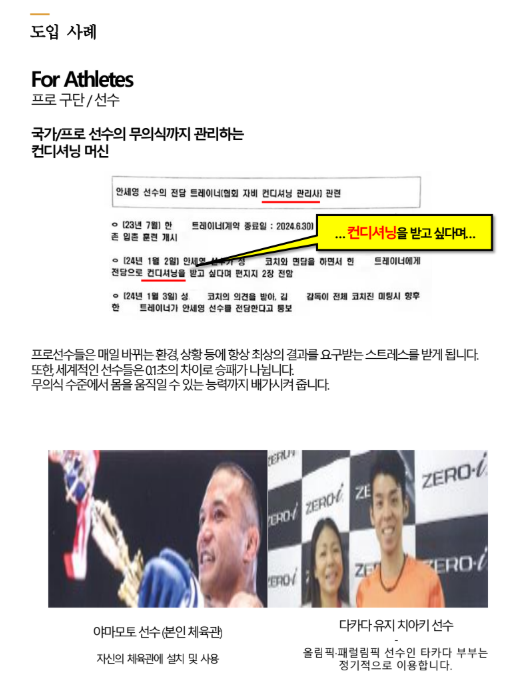 도입 사례
For Athletes
프로 구단 / 선수
국가/프로 선수의 무의식까지 관리하는
컨디셔닝 머신
안세영 선수의 전담 트레이너(협회 자비 컨디셔닝 관리사) 관련
○ (23년 7월) 한 트레이너(계약 종료일 : 2024.6.30)
존 입촌 훈련 개시
... 컨디셔닝을 받고 싶다며...
○ (24년 1월 2일) 안세영 선수가 성 코치와 면담을 하면서 한 트레이너에게
전담으로 컨디셔닝을 받고 싶다며 편지지 2장 전함
○ (24년 1월 3일) 성 코치의 의견을 받아, 김 감독이 전체 코치진 미팅시 향후
한 트레이너가 안세영 선수를 전담한다고 통보
프로선수들은 매일 바뀌는 환경, 상황 등에 항상 최상의 결과를 요구받는 스트레스를 받게 됩니다.
또한, 세계적인 선수들은 0.1초의 차이로 승패가 나뉩니다.
무의식 수준에서 몸을 움직일 수 있는 능력까지 배가시켜 줍니다.
ZERO-i
ZERO-i
ZERO-i
ZERO-i
야마모토 선수 (본인 체육관)
자신의 체육관에 설치 및 사용
다카다 유지 치아키 선수
-
올림픽·패럴림픽 선수인 타카다 부부는
정기적으로 이용합니다.